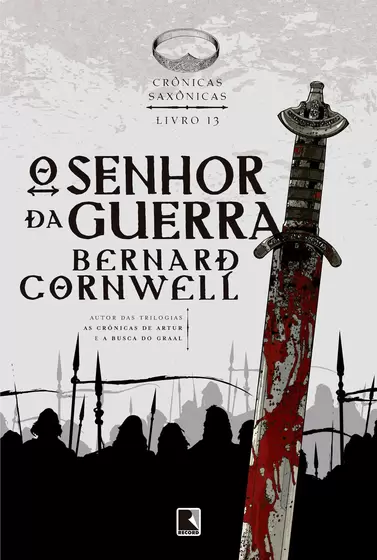 CRÔNICAS
SAXÔNICAS
LIVRO 13
O SENHOR
DA GUERRA
BERNARD
CORNWELL
AUTOR DAS TRILOGIAS
AS CRÔNICAS DE ARTUR
E A BUSCA DO GRAAL
R
RECORD